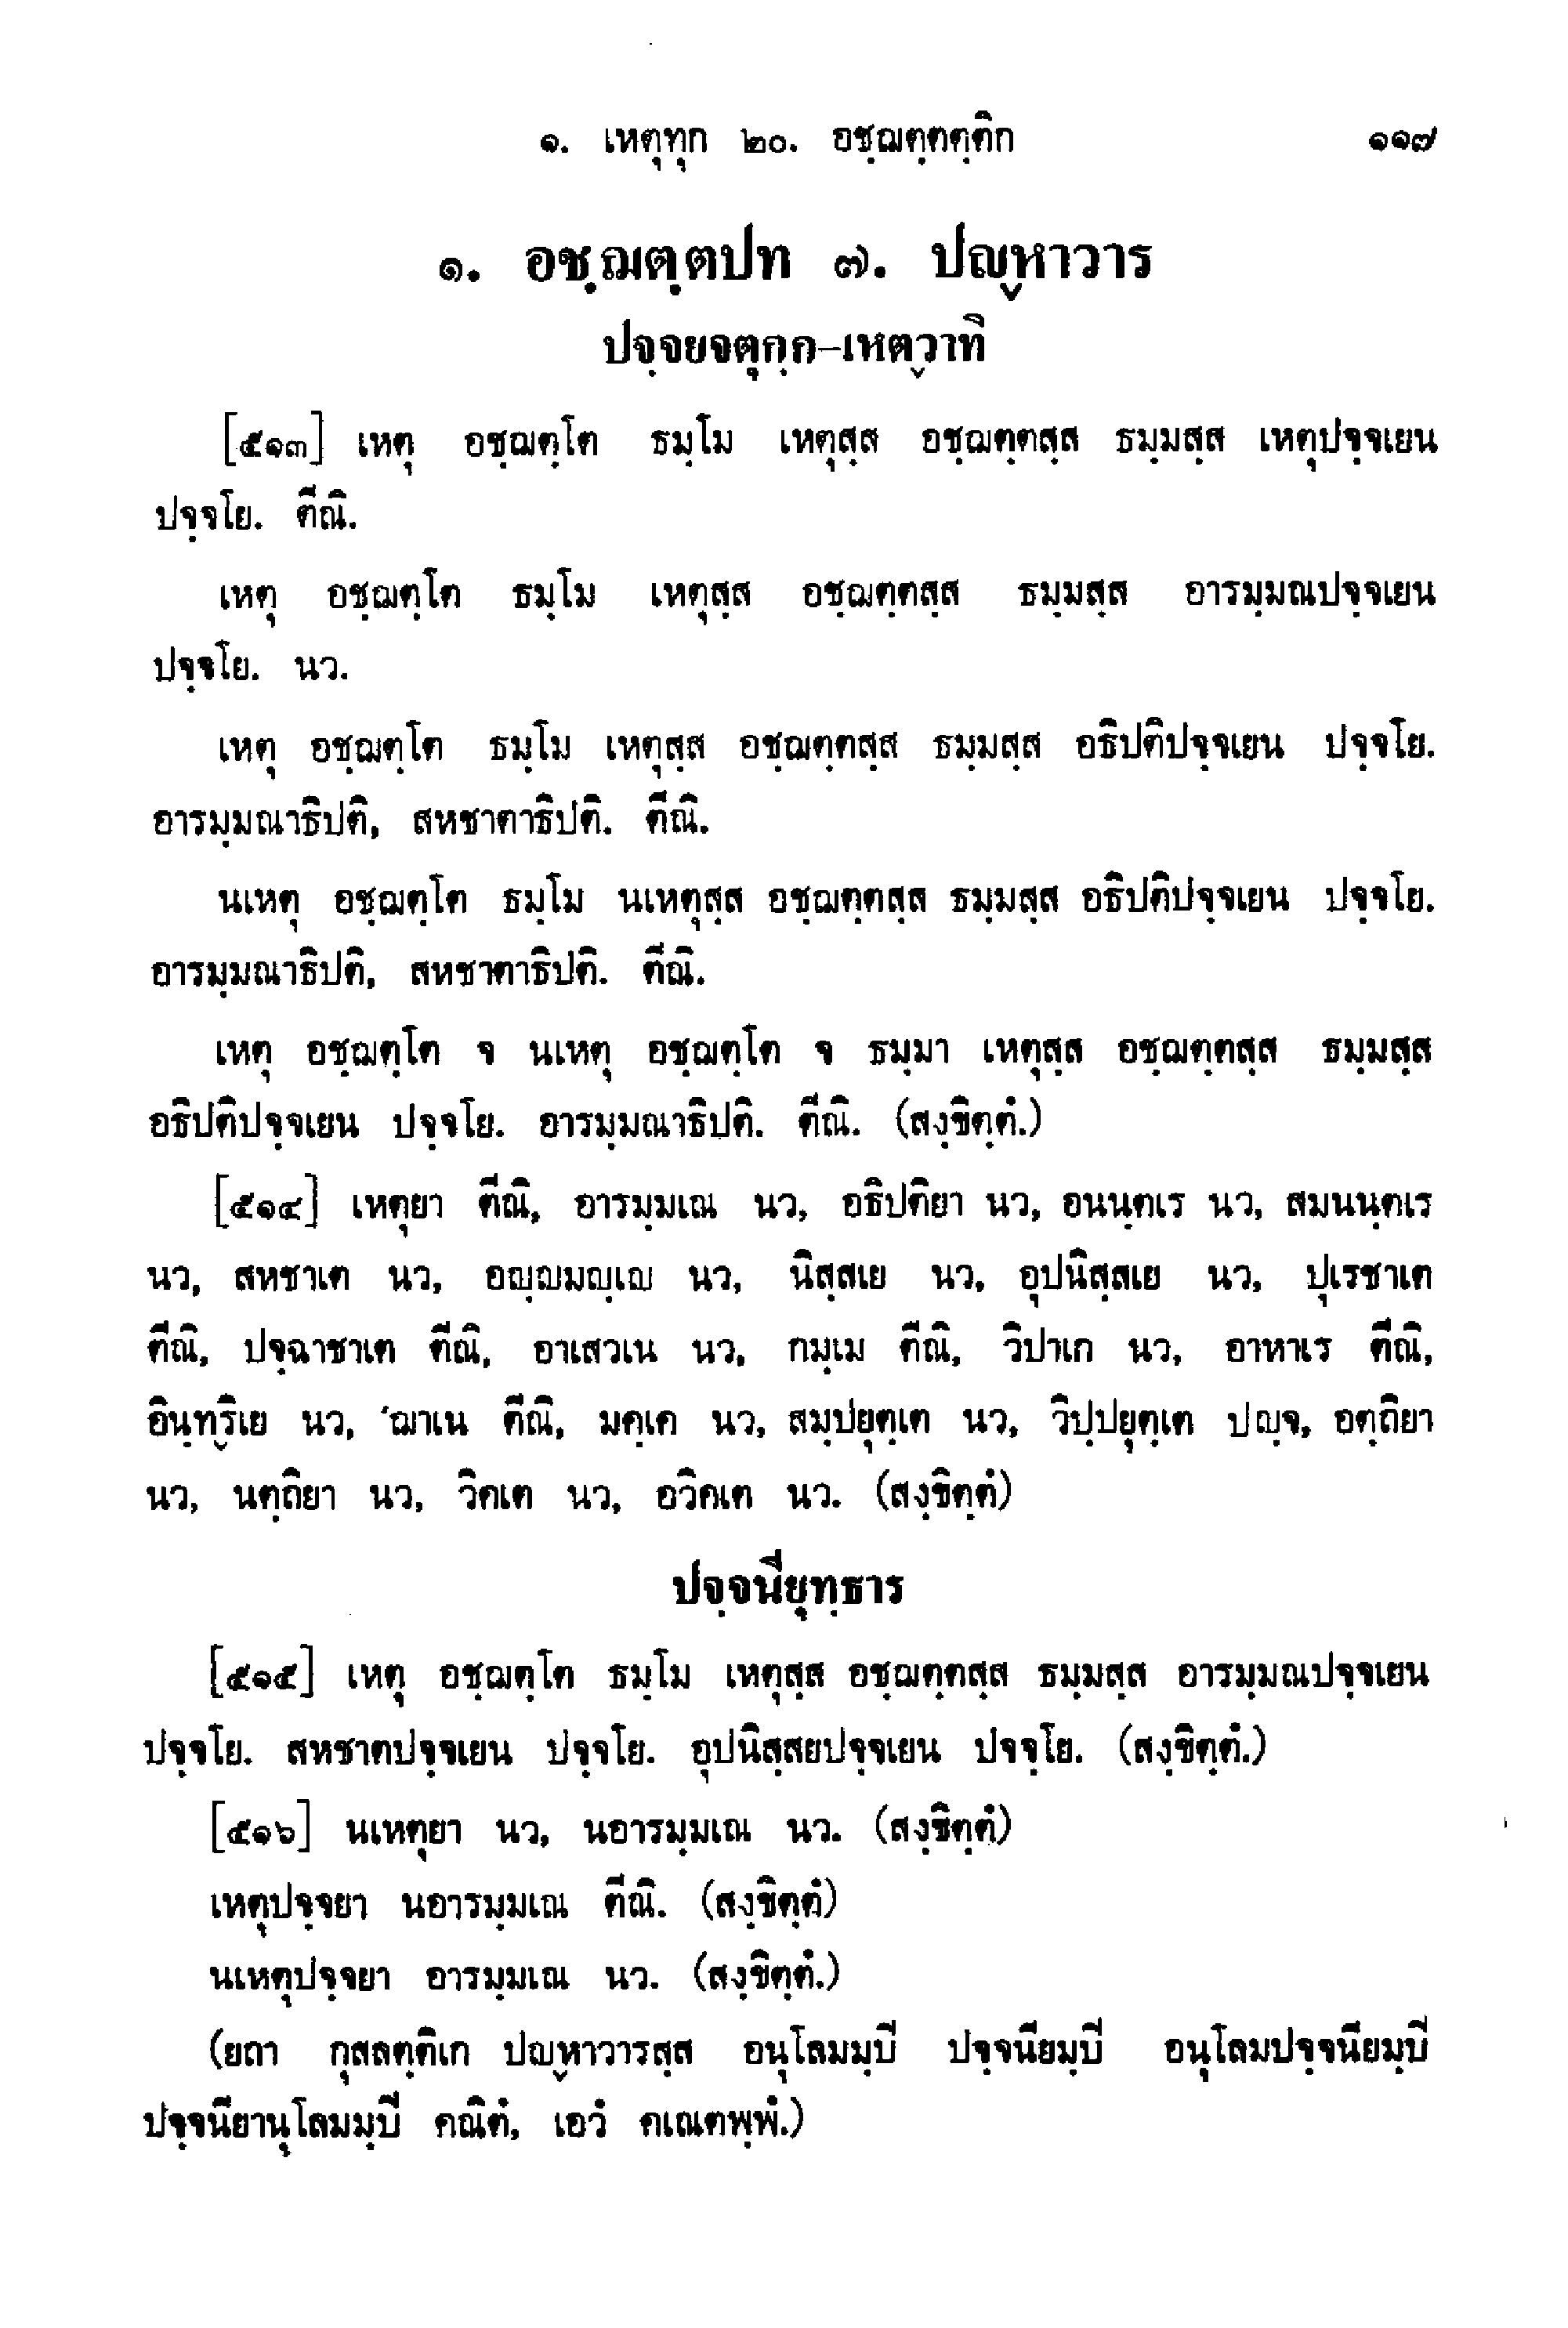 ๑. เหตุทุก ๒๐. อชฺฌตฺตตฺติก ๑๑๗
๑. อชฺฌตฺตปท ๗. ปญฺหาวาร
ปจฺจยจตุกฺก-เหตฺวาทิ
[๕๑๓] เหตุ อชฺฌตฺโต ธมฺโม เหตุสฺส อชฺฌตฺตสฺส ธมฺมสฺส เหตุปจฺจเยน
ปจฺจโย. ตีณิ.
เหตุ อชฺฌตฺโต ธมฺโม เหตุสฺส อชฺฌตฺตสฺส ธมฺมสฺส อารมฺมณปจฺจเยน
ปจฺจโย. นว.
เหตุ อชฺฌตฺโต ธมฺโม เหตุสฺส อชฺฌตฺตสฺส ธมฺมสฺส อธิปติปจฺจเยน ปจฺจโย.
อารมฺมณาธิปติ, สหชาตาธิปติ. ตีณิ.
นเหตุ อชฺฌตฺโต ธมฺโม นเหตุสฺส อชฺฌตฺตสฺส ธมฺมสฺส อธิปติปจฺจเยน ปจฺจโย.
อารมฺมณาธิปติ, สหชาตาธิปติ. ตีณิ.
เหตุ อชฺฌตฺโต จ นเหตุ อชฺฌตฺโต จ ธมฺมา เหตุสฺส อชฺฌตฺตสฺส ธมฺมสฺส
อธิปติปจฺจเยน ปจฺจโย. อารมฺมณาธิปติ. ตีณิ. (สงฺขิตฺตํ.)
[๕๑๔] เหตุยา ตีณิ, อารมฺมเณ นว, อธิปติยา นว, อนนฺตเร นว, สมนนฺตเร
นว, สหชาเต นว, อญฺญมญฺเญ นว, นิสฺสเย นว, อุปนิสฺสเย นว, ปุเรชาเต
ตีณิ, ปจฺฉาชาเต ตีณิ, อาเสวเน นว, กมฺเม ตีณิ, วิปาเก นว, อาหาเร ตีณิ,
อินฺทฺริเย นว, ฌาเน ตีณิ, มคฺเค นว, สมฺปยุตฺเต นว, วิปฺปยุตฺเต ปญฺจ, อตฺถิยา
นว, นตฺถิยา นว, วิคเต นว, อวิคเต นว. (สงฺขิตฺตํ)
ปจฺจนียุทฺธาร
[๕๑๕] เหตุ อชฺฌตฺโต ธมฺโม เหตุสฺส อชฺฌตฺตสฺส ธมฺมสฺส อารมฺมณปจฺจเยน
ปจฺจโย. สหชาตปจฺจเยน ปจฺจโย. อุปนิสฺสยปจฺจเยน ปจจฺโย. (สงฺขิตฺตํ.)
[๕๑๖] นเหตุยา นว, นอารมฺมเณ นว. (สงฺขิตฺตํ)
เหตุปจฺจยา นอารมฺมเณ ตีณิ. (สงฺขิตฺตํ)
นเหตุปจฺจยา อารมฺมเณ นว. (สงฺขิตฺตํ.)
(ยถา กุสลตฺติเก ปญฺหาวารสฺส อนุโลมมฺปิ ปจฺจนียมฺปิ อนุโลมปจฺจนียมฺปิ
ปจฺจนียานุโลมมฺปิ คณิตํ, เอวํ คเณตพฺพํ.)